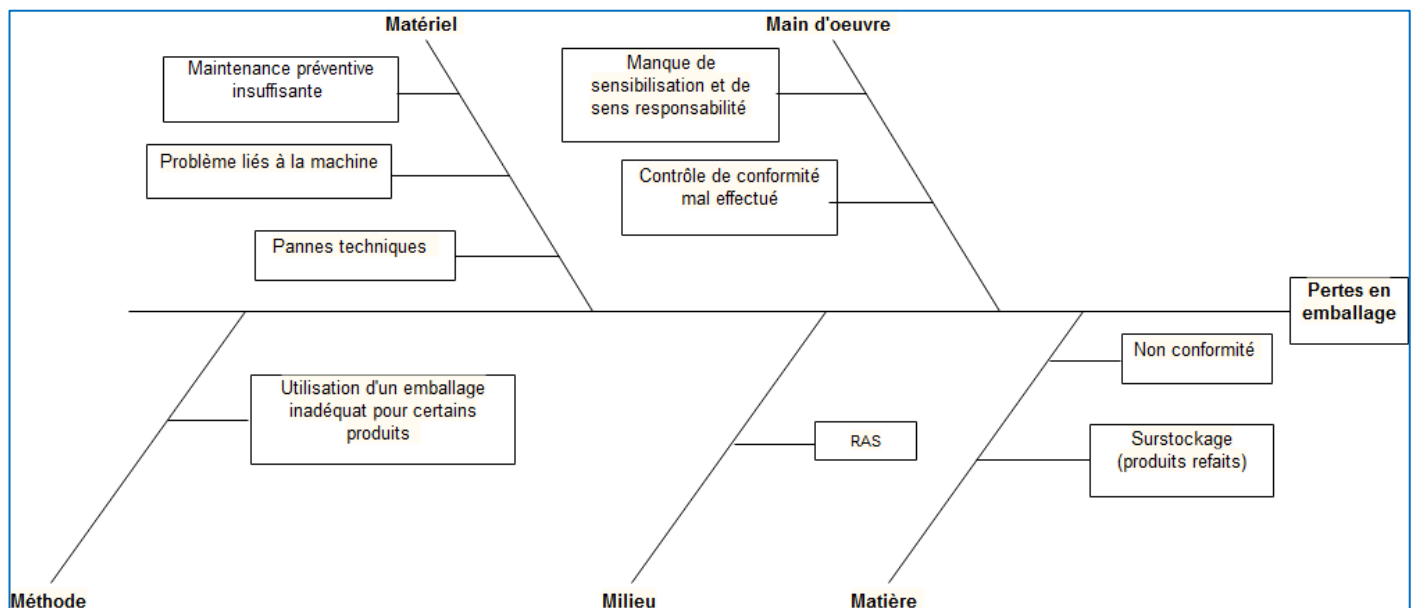 Matériel
Main d'oeuvre
Maintenance préventive
insuffisante
Manque de
sensibilisation et de
sens responsabilité
Problème liés à la machine
Contrôle de conformité
mal effectué
Pannes techniques
Pertes en
emballage
Non conformité
Utilisation d'un emballage
inadéquat pour certains
produits
RAS
Surstockage
(produits refaits)
Méthode
Milieu
Matière